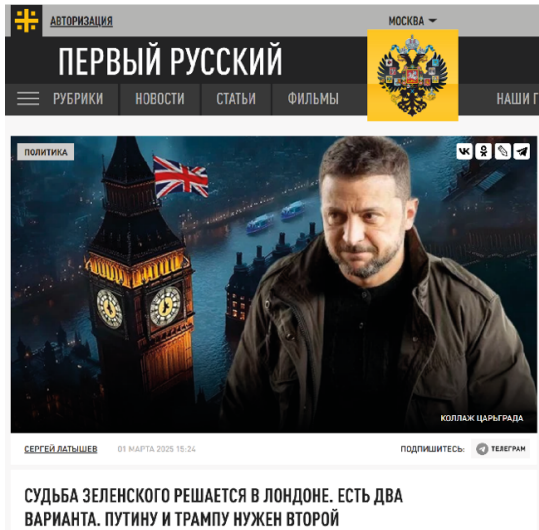 АВТОРИЗАЦИЯ
МОСКВА
ПЕРВЫЙ РУССКИЙ
РУБРИКИ НОВОСТИ СТАТЬИ ФИЛЬМЫ НАШИ Г
ПОЛИТИКА
КОЛЛАЖ ЦАРЬГРАДА
СЕРГЕЙ ЛАТЫШЕВ 01 МАРТА 2025 15:24 ПОДПИШИТЕСЬ: ТЕЛЕГРАМ
СУДЬБА ЗЕЛЕНСКОГО РЕШАЕТСЯ В ЛОНДОНЕ. ЕСТЬ ДВА
ВАРИАНТА. ПУТИНУ И ТРАМПУ НУЖЕН ВТОРОЙ